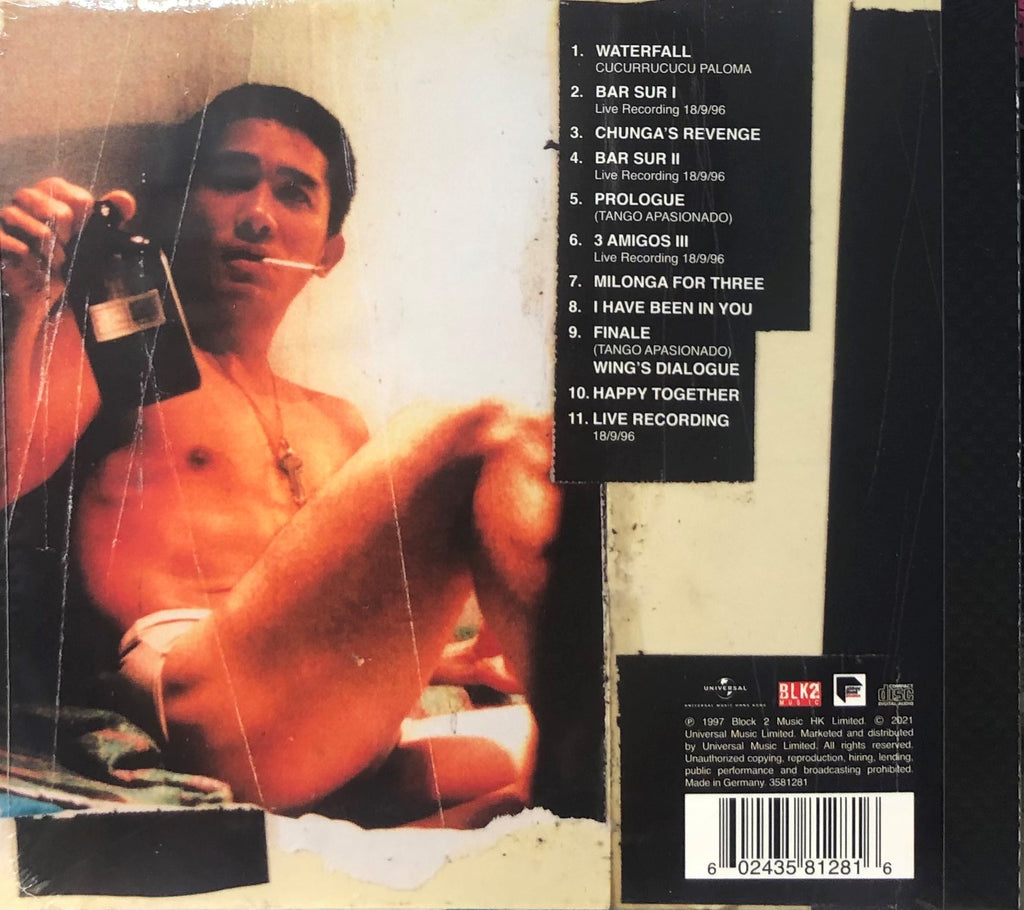 1. WATERFALL
CUCURRUCUCU PALOMA
2. BAR SUR I
Live Recording 18/9/96
3. CHUNGA'S REVENGE
4. BAR SUR II
Live Recording 18/9/96
5. PROLOGUE
(TANGO APASIONADO)
6. 3 AMIGOS III
Live Recording 18/9/96
7. MILONGA FOR THREE
8. I HAVE BEEN IN YOU
9. FINALE
(TANGO APASIONADO)
WING'S DIALOGUE
10. HAPPY TOGETHER
11. LIVE RECORDING
18/9/96
UNIVERSAL
UNIVERSAL MUSIC HONG KONG
BLK2
MUSIC
COMPACT
disc
DIGITAL AUDIO
℗ 1997 Block 2 Music HK Limited. © 2021
Universal Music Limited. Marketed and distributed
by Universal Music Limited. All rights reserved.
Unauthorized copying, reproduction, hiring, lending,
public performance and broadcasting prohibited.
Made in Germany. 3581281
6 02435 81281 6